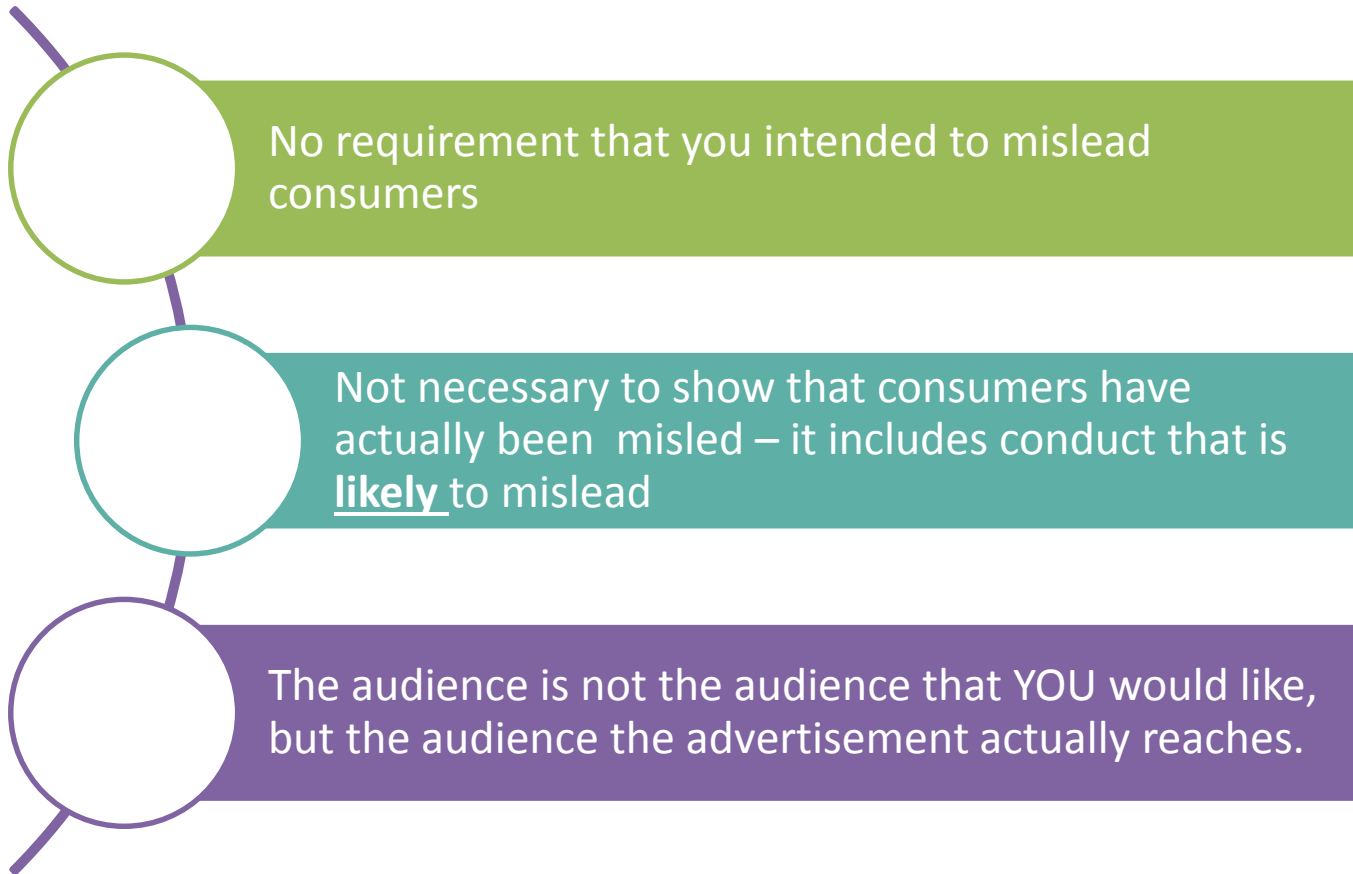 No requirement that you intended to mislead
consumers
Not necessary to show that consumers have
actually been  misled – it includes conduct that is
likely to mislead
The audience is not the audience that YOU would like,
but the audience the advertisement actually reaches.